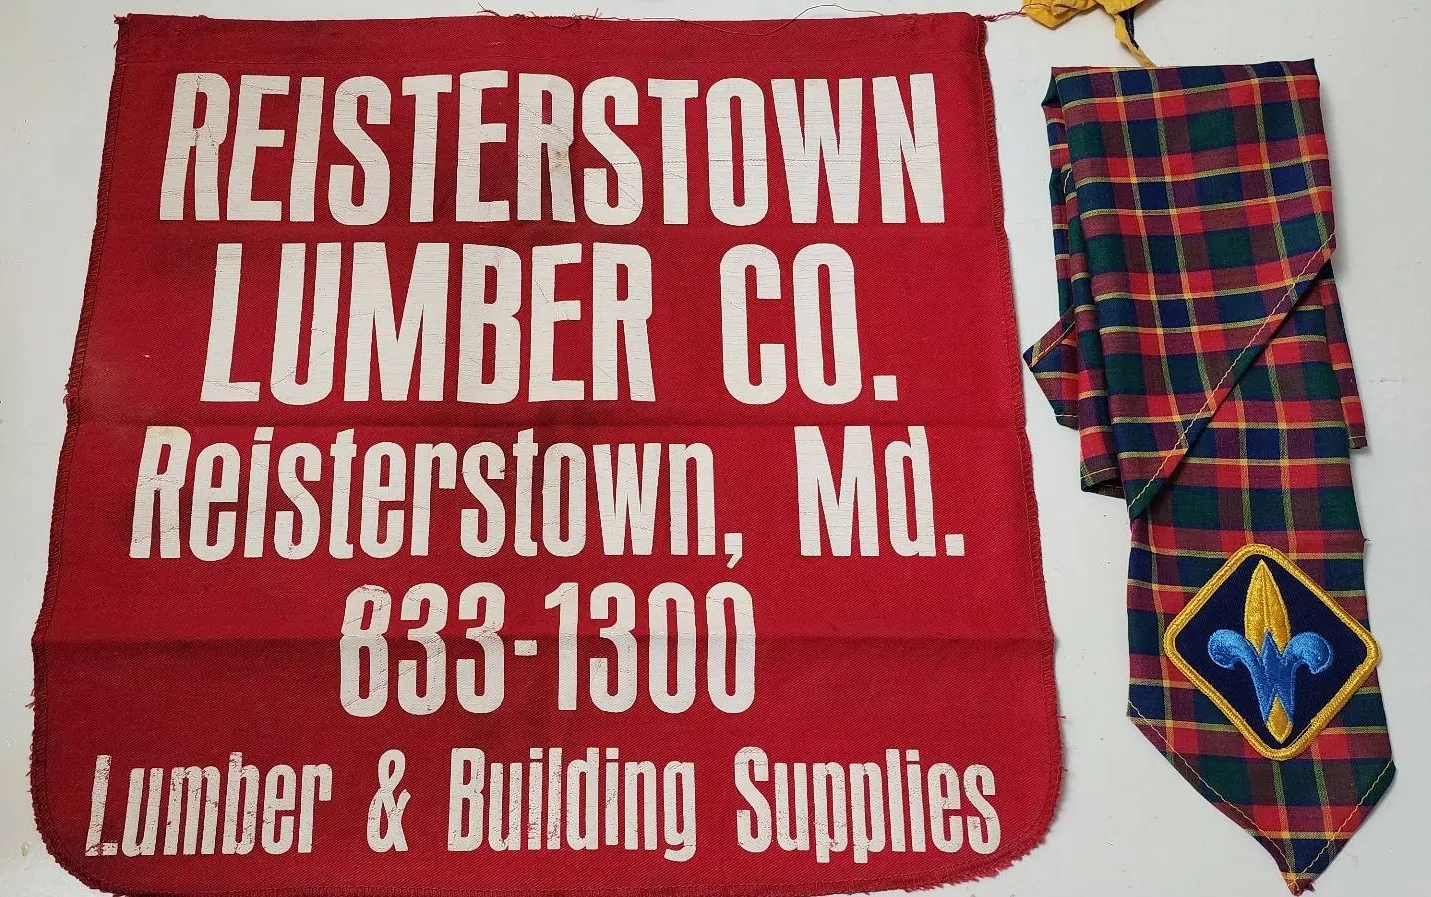 REISTERSTOWN
LUMBER CO.
Reisterstown, Md.
833-1300
Lumber & Building Supplies